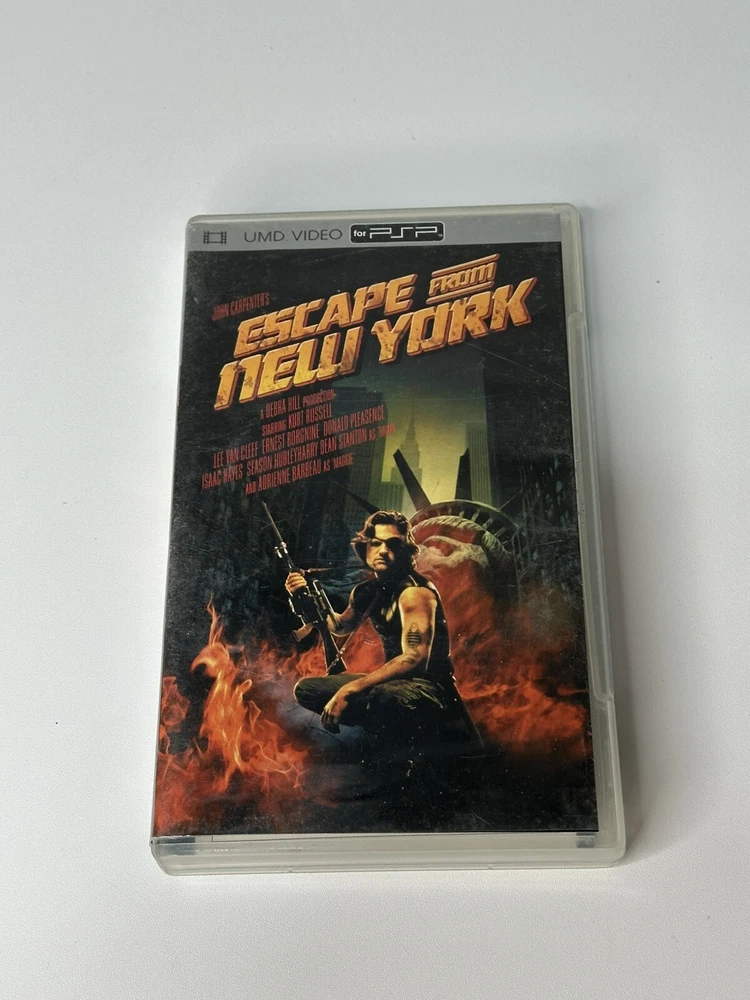 UMD VIDEO for PSP
JOHN CARPENTER'S
ESCAPE FROM
NEW YORK
A DEBRA HILL PRODUCTION
STARRING KURT RUSSELL
LEE VAN CLEEF ERNEST BORGNINE DONALD PLEASENCE
ISAAC HAYES SEASON HUBLEY HARRY DEAN STANTON AS "BRAIN"
AND ADRIENNE BARBEAU AS "MAGGIE"